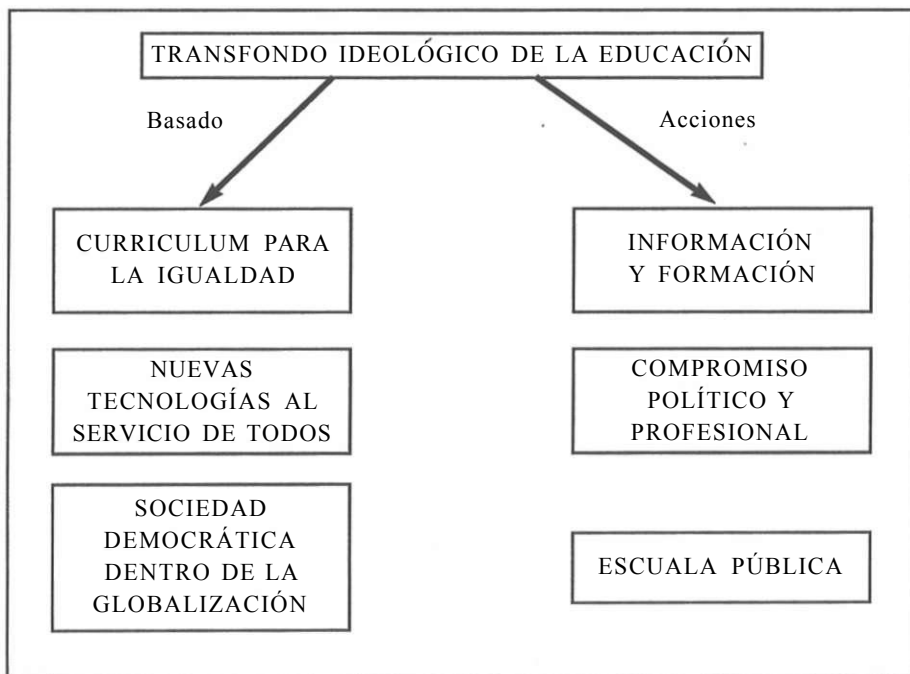 TRANSFONDO IDEOLÓGICO DE LA EDUCACIÓN
Basado
Acciones
CURRICULUM PARA
LA IGUALDAD
INFORMACIÓN
Y FORMACIÓN
NUEVAS
TECNOLOGÍAS AL
SERVICIO DE TODOS
COMPROMISO
POLÍTICO Y
PROFESIONAL
SOCIEDAD
DEMOCRÁTICA
DENTRO DE LA
GLOBALIZACIÓN
ESCUALA PÚBLICA